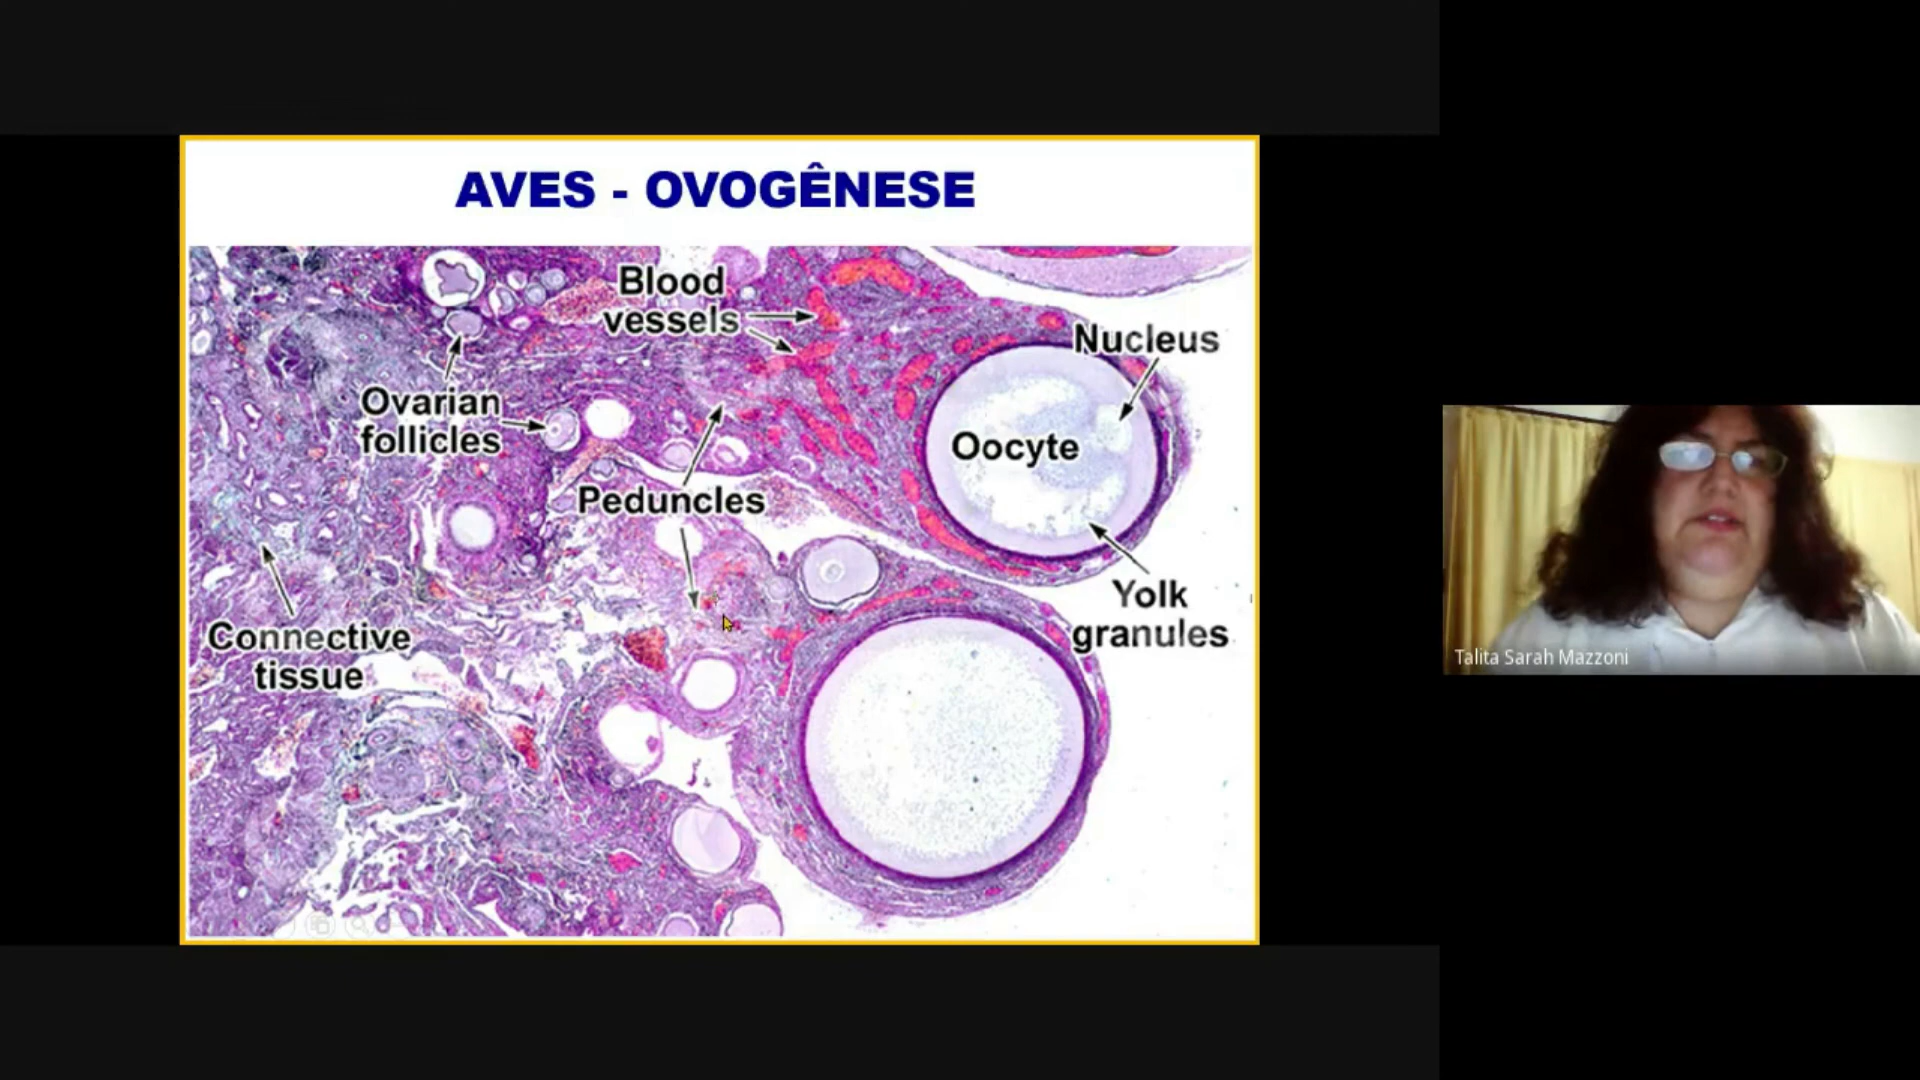 AVES - OVOGÊNESE
Blood
vessels
Nucleus
Ovarian
follicles
Oocyte
Peduncles
Yolk
granules
Connective
tissue
Talita Sarah Mazzoni